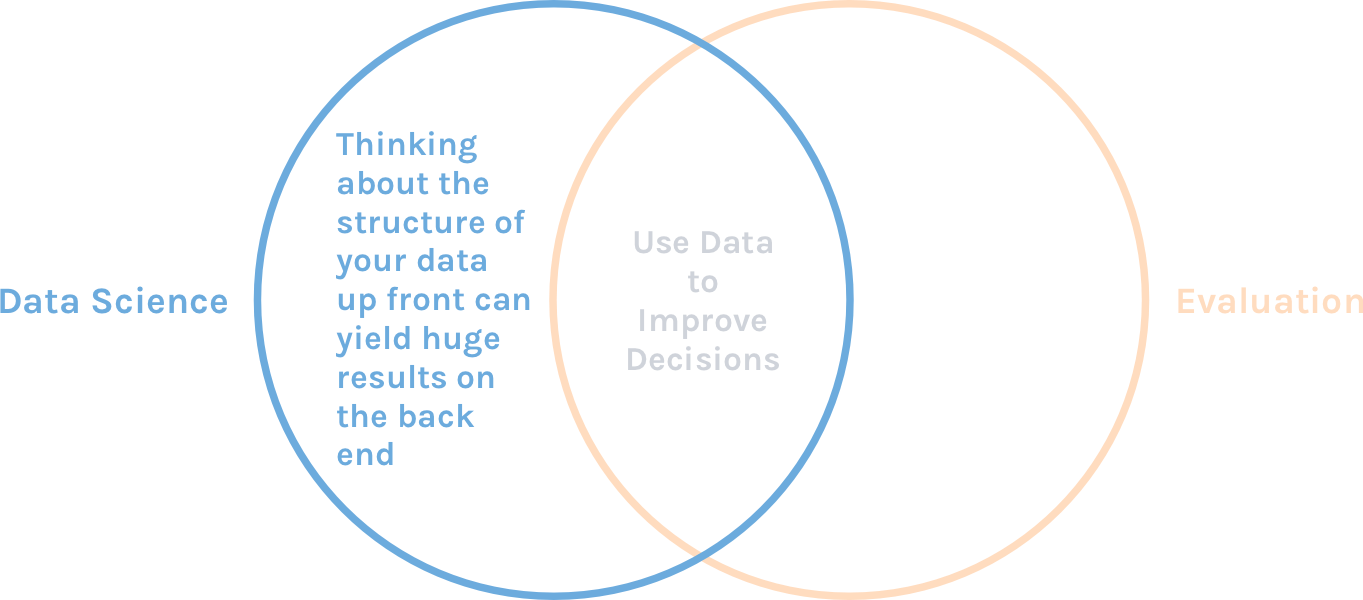 Data Science
Thinking
about the
structure of
your data
up front can
yield huge
results on
the back
end
Use Data
to
Improve
Decisions
Evaluation